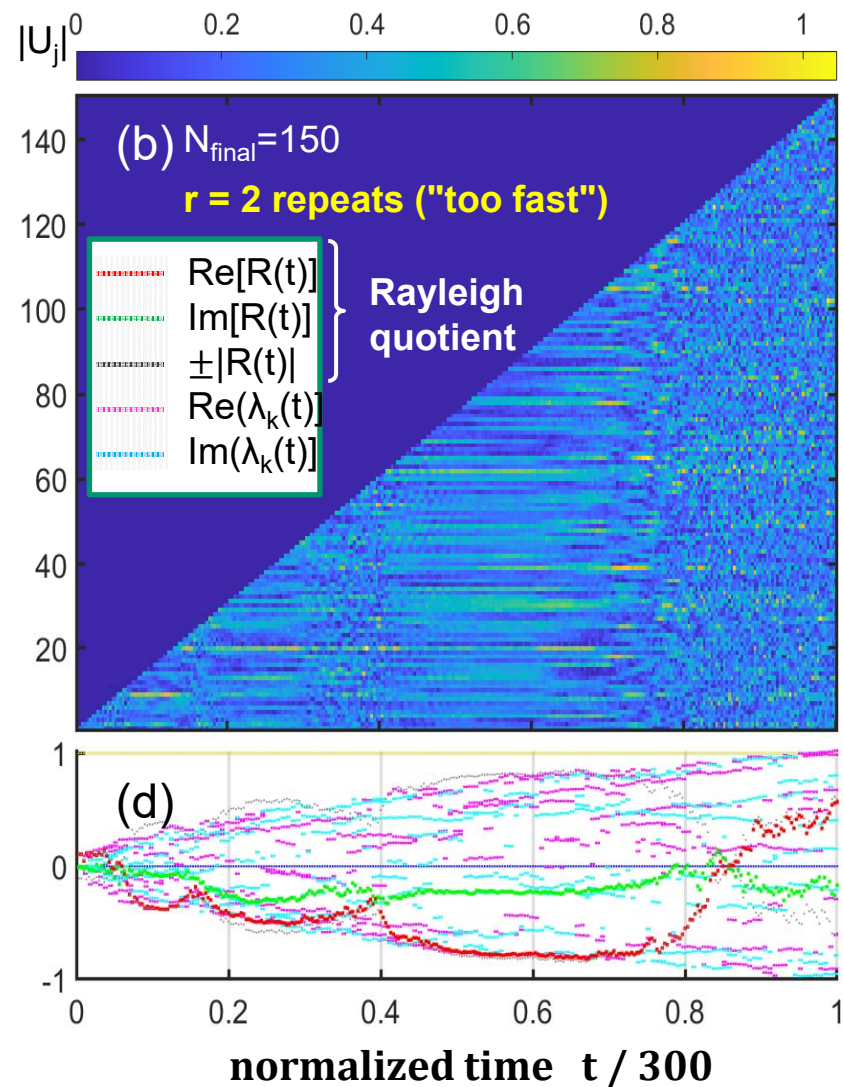 |Uj| 0 0.2 0.4 0.6 0.8 1
(b) Nfinal=150
r = 2 repeats ("too fast")
140
120
100
80
60
40
20
Re[R(t)]
Im[R(t)]
±|R(t)|
Re(λk(t)]
Im(λk(t)]
Rayleigh
quotient
(d)
1
0
-1
0 0.2 0.4 0.6 0.8 1
normalized time t / 300